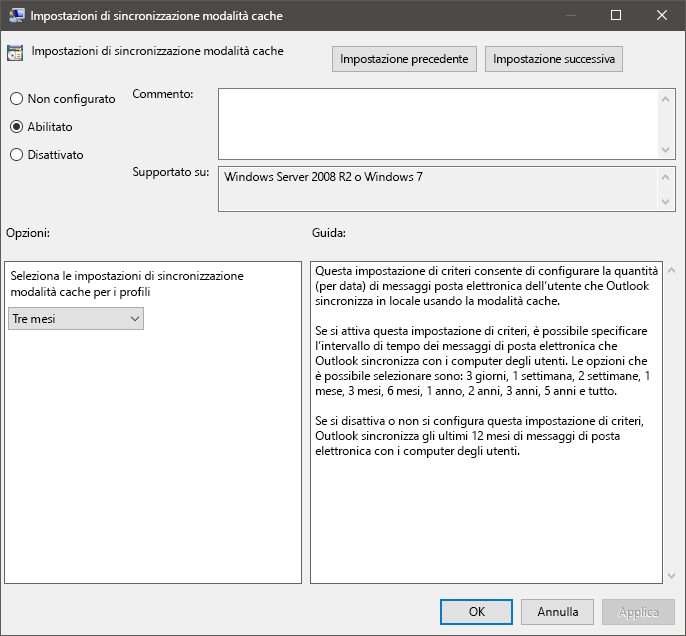 Impostazioni di sincronizzazione modalità cache
Impostazioni di sincronizzazione modalità cache
Impostazione precedente
Impostazione successiva
Non configurato
Commento:
Abilitato
Disattivato
Supportato su:
Windows Server 2008 R2 o Windows 7
Opzioni:
Guida:
Seleziona le impostazioni di sincronizzazione
modalità cache per i profili
Tre mesi
Questa impostazione di criteri consente di configurare la quantità
(per data) di messaggi posta elettronica dell'utente che Outlook
sincronizza in locale usando la modalità cache.
Se si attiva questa impostazione di criteri, è possibile specificare
l'intervallo di tempo dei messaggi di posta elettronica che
Outlook sincronizza con i computer degli utenti. Le opzioni che
è possibile selezionare sono: 3 giorni, 1 settimana, 2 settimane, 1
mese, 3 mesi, 6 mesi, 1 anno, 2 anni, 3 anni, 5 anni e tutto.
Se si disattiva o non si configura questa impostazione di criteri,
Outlook sincronizza gli ultimi 12 mesi di messaggi di posta
elettronica con i computer degli utenti.
OK
Annulla
Applica